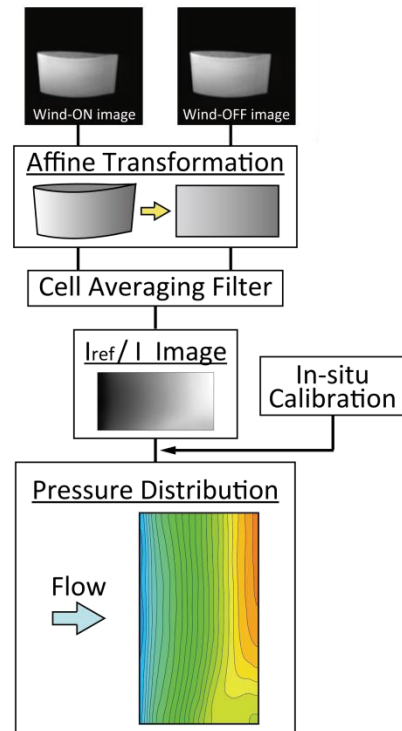 Wind-ON image
Wind-OFF image
Affine Transformation
Cell Averaging Filter
Iref/ I Image
In-situ
Calibration
Pressure Distribution
Flow